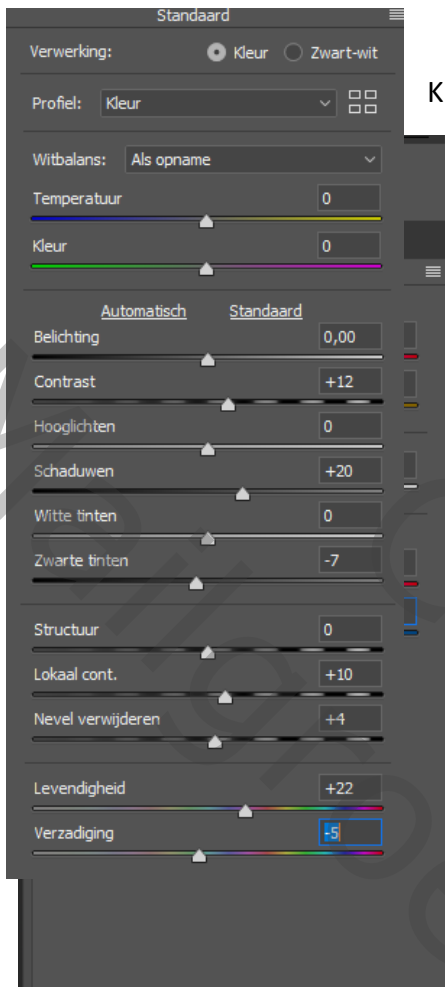 Standaard
Verwerking: Kleur Zwart-wit
K
Profiel: Kleur
Witbalans: Als opname
Temperatuur 0
Kleur 0
Automatisch Standaard
Belichting 0,00
Contrast +12
Hooglichten 0
Schaduwen +20
Witte tinten 0
Zwarte tinten -7
Structuur 0
Lokaal cont. +10
Nevel verwijderen +4
Levendigheid +22
Verzadiging -5